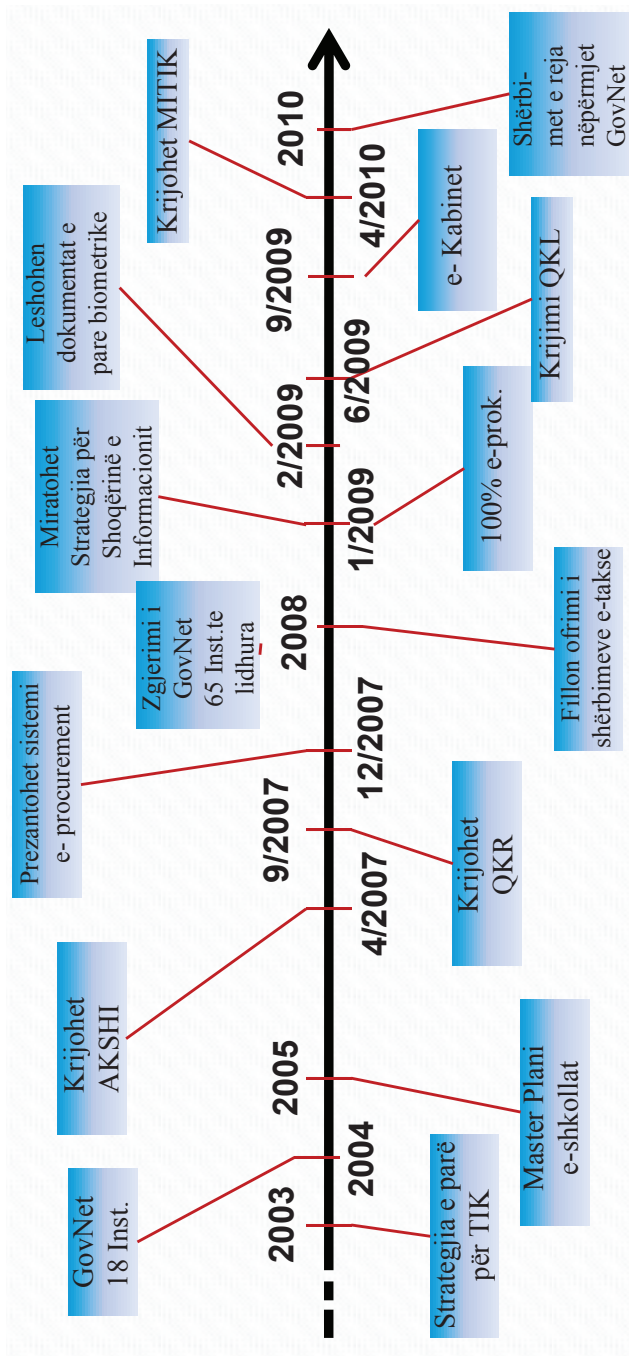 GovNet
18 Inst.
Krijohet
AKSHI
Prezantohet sistemi
e- procurement
Zgjerimi i
GovNet
65 Inst.te
lidhura
Miratohet
Strategjia për
Shoqërinë e
Informacionit
Leshohen
dokumentat e
pare biometrike
Krijohet MITIK
2003
2005
9/2007
2008
2/2009
9/2009
2010
2004
4/2007
12/2007
1/2009
6/2009
4/2010
Strategjia e parë
për TIK
Master Plani
e-shkollat
Krijohet
QKR
Fillon ofrimi i
shërbimeve e-takse
100% e-prok.
Krijimi QKL
e- Kabinet
Shërbi-
met e reja
nëpërmjet
GovNet